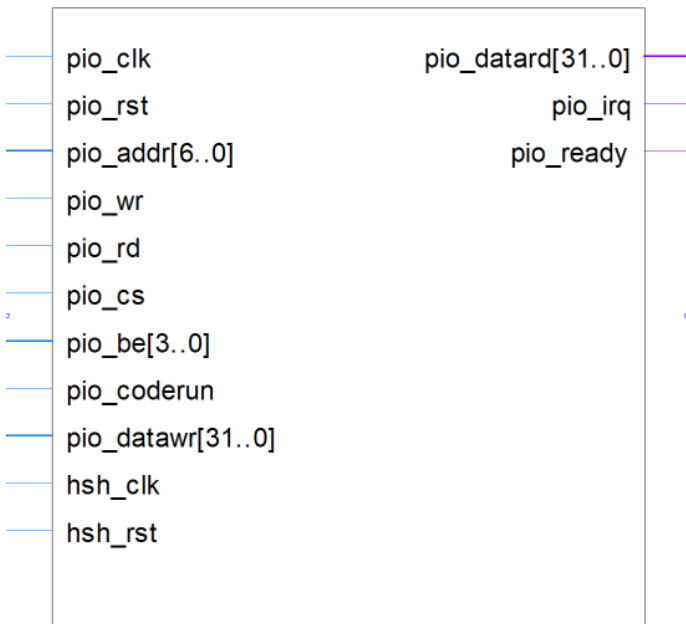 pio_clk pio_datard[31..0]
pio_rst pio_irq
pio_addr[6..0] pio_ready
pio_wr
pio_rd
pio_cs
pio_be[3..0]
pio_coderun
pio_datawr[31..0]
hsh_clk
hsh_rst